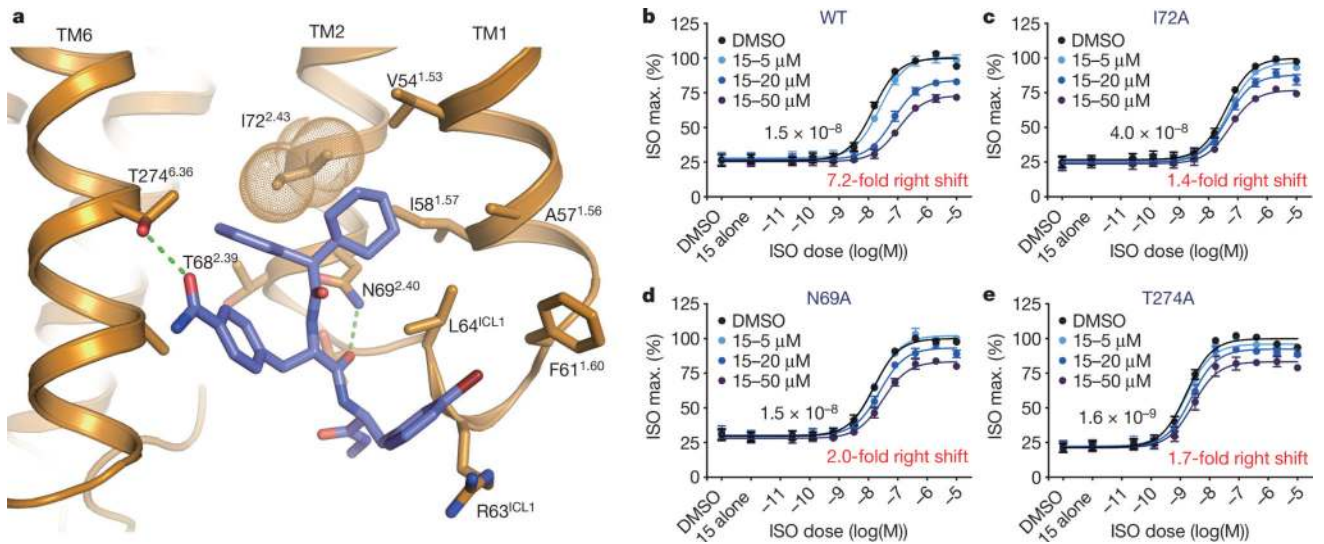 a
TM6
TM2
TM1
V54^1.53
I72^2.43
T274^6.36
I58^1.57
A57^1.56
T68^2.39
N69^2.40
L64^ICL1
F61^1.60
R63^ICL1
b
WT
ISO max. (%)
125
100
75
50
25
0
DMSO
15–5 μM
15–20 μM
15–50 μM
1.5 × 10^–8
7.2-fold right shift
DMSO
15 alone
–11
–10
–9
–8
–7
–6
–5
ISO dose (log(M))
c
I72A
ISO max. (%)
125
100
75
50
25
0
DMSO
15–5 μM
15–20 μM
15–50 μM
4.0 × 10^–8
1.4-fold right shift
DMSO
15 alone
–11
–10
–9
–8
–7
–6
–5
ISO dose (log(M))
d
N69A
ISO max. (%)
125
100
75
50
25
0
DMSO
15–5 μM
15–20 μM
15–50 μM
1.5 × 10^–8
2.0-fold right shift
DMSO
15 alone
–11
–10
–9
–8
–7
–6
–5
ISO dose (log(M))
e
T274A
ISO max. (%)
125
100
75
50
25
0
DMSO
15–5 μM
15–20 μM
15–50 μM
1.6 × 10^–9
1.7-fold right shift
DMSO
15 alone
–11
–10
–9
–8
–7
–6
–5
ISO dose (log(M))